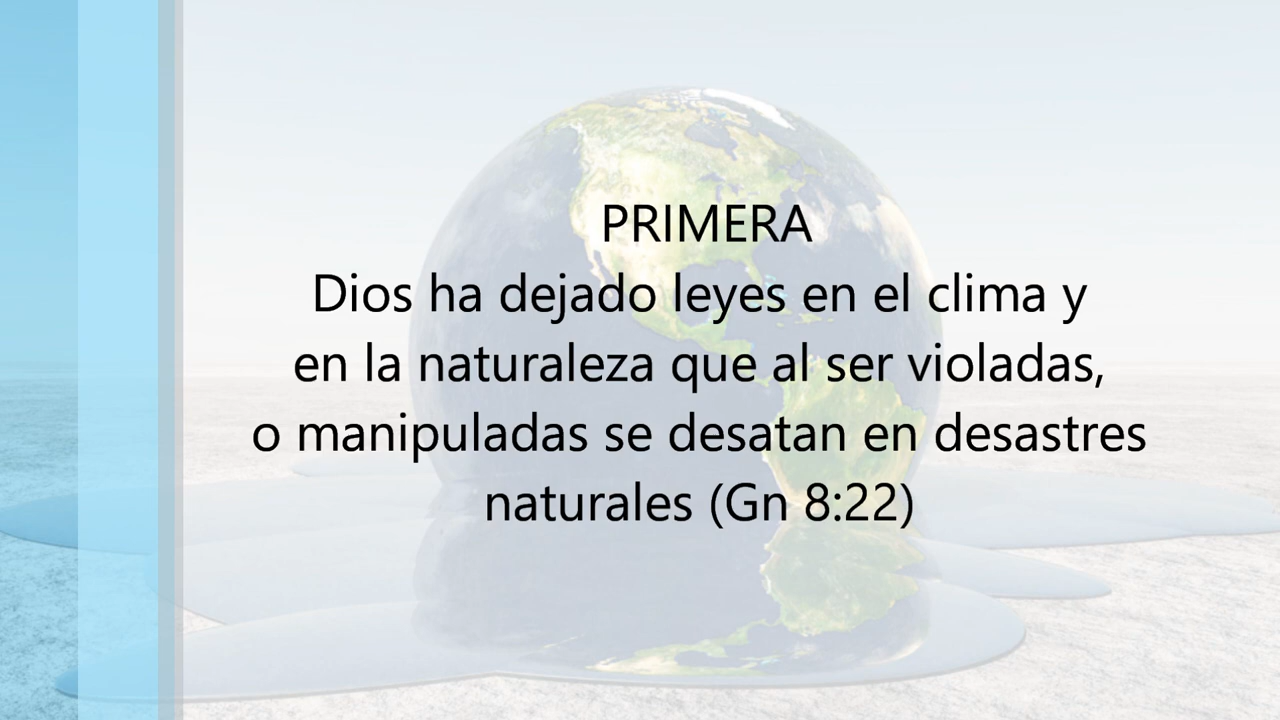 PRIMERA
Dios ha dejado leyes en el clima y
en la naturaleza que al ser violadas,
o manipuladas se desatan en desastres
naturales (Gn 8:22)